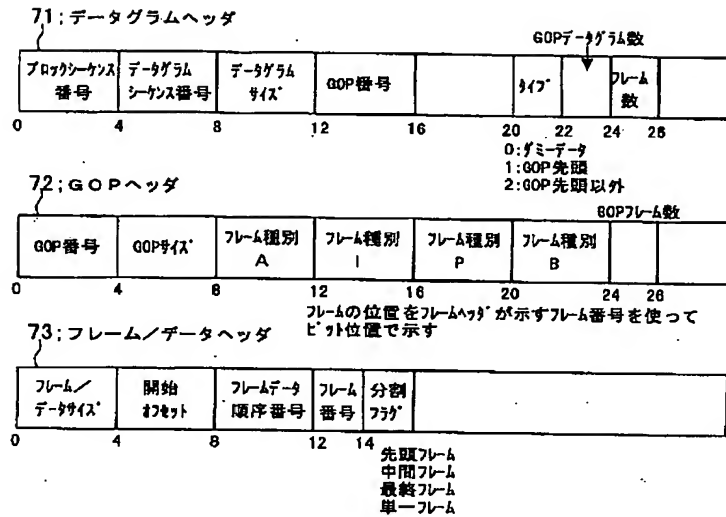 71;データグラムヘッダ
GOPデータグラム数
ブロックシーケンス データグラム データグラム GOP番号 タイプ フレーム
番号 シーケンス番号 サイズ 数
0 4 8 12 16 20 22 24 26
0:ダミーデータ
1:GOP先頭
2:GOP先頭以外
72;GOPヘッダ
GOPフレーム数
GOP番号 GOPサイズ フレーム種別 フレーム種別 フレーム種別 フレーム種別
A I P B
0 4 8 12 16 20 24 26
フレームの位置をフレームヘッダが示すフレーム番号を使って
ビット位置で示す
73;フレーム/データヘッダ
フレーム/ 開始 フレームデータ フレーム 分割
データサイズ オフセット 順序番号 番号 フラグ
0 4 8 12 14
先頭フレーム
中間フレーム
最終フレーム
単一フレーム